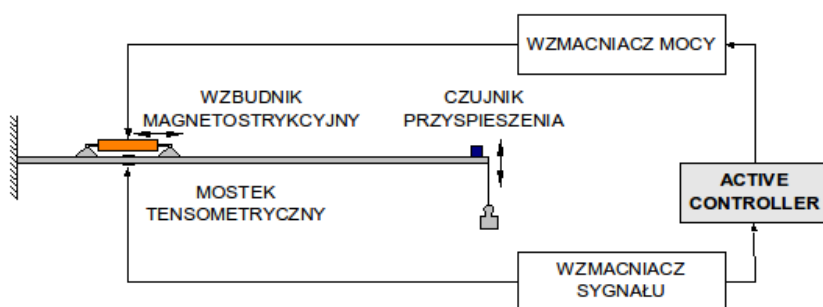 WZMACNIACZ MOCY
WZBUDNIK
MAGNETOSTRYKCYJNY
CZUJNIK
PRZYSPIESZENIA
MOSTEK
TENSOMETRYCZNY
ACTIVE
CONTROLLER
WZMACNIACZ
SYGNAŁU